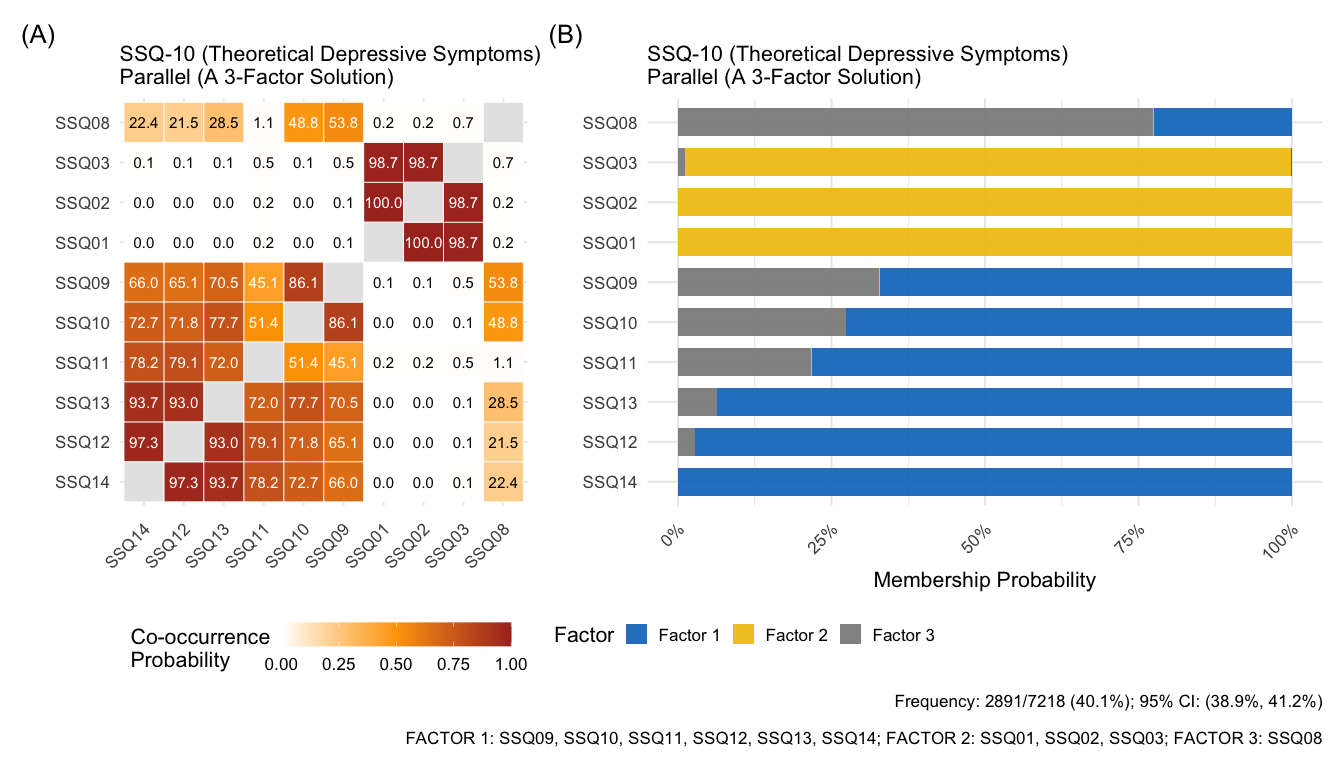 (A)
SSQ-10 (Theoretical Depressive Symptoms)
Parallel (A 3-Factor Solution)
SSQ08 22.4 21.5 28.5 1.1 48.8 53.8 0.2 0.2 0.7
SSQ03 0.1 0.1 0.1 0.5 0.1 0.5 98.7 98.7 0.7
SSQ02 0.0 0.0 0.0 0.2 0.0 0.1 100.0 98.7 0.2
SSQ01 0.0 0.0 0.0 0.2 0.0 0.1 100.0 98.7 0.2
SSQ09 66.0 65.1 70.5 45.1 86.1 0.1 0.1 0.5 53.8
SSQ10 72.7 71.8 77.7 51.4 86.1 0.0 0.0 0.1 48.8
SSQ11 78.2 79.1 72.0 51.4 45.1 0.2 0.2 0.5 1.1
SSQ13 93.7 93.0 72.0 77.7 70.5 0.0 0.0 0.1 28.5
SSQ12 97.3 93.0 79.1 71.8 65.1 0.0 0.0 0.1 21.5
SSQ14 97.3 93.7 78.2 72.7 66.0 0.0 0.0 0.1 22.4
SSQ14 SSQ12 SSQ13 SSQ11 SSQ10 SSQ09 SSQ01 SSQ02 SSQ03 SSQ08
Co-occurrence
Probability
0.00 0.25 0.50 0.75 1.00
(B)
SSQ-10 (Theoretical Depressive Symptoms)
Parallel (A 3-Factor Solution)
SSQ08
SSQ03
SSQ02
SSQ01
SSQ09
SSQ10
SSQ11
SSQ13
SSQ12
SSQ14
0% 25% 50% 75% 100%
Membership Probability
Factor Factor 1 Factor 2 Factor 3
Frequency: 2891/7218 (40.1%); 95% CI: (38.9%, 41.2%)
FACTOR 1: SSQ09, SSQ10, SSQ11, SSQ12, SSQ13, SSQ14; FACTOR 2: SSQ01, SSQ02, SSQ03; FACTOR 3: SSQ08